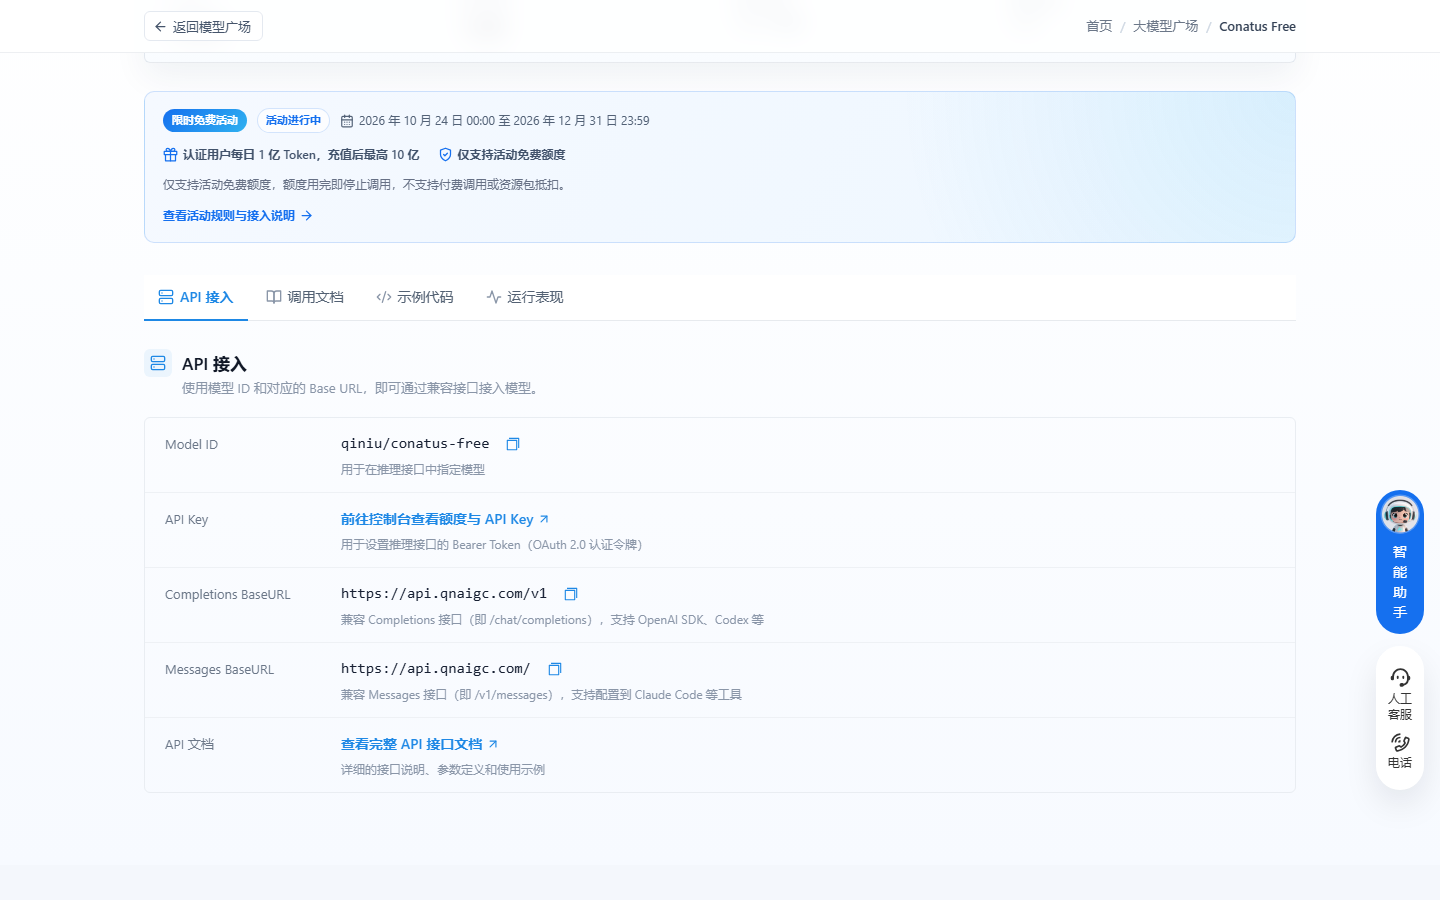 返回模型广场
首页 / 大模型广场 / Conatus Free
限时免费活动 活动进行中 2026 年 10 月 24 日 00:00 至 2026 年 12 月 31 日 23:59
认证用户每日 1 亿 Token，充值后最高 10 亿 仅支持活动免费额度
仅支持活动免费额度，额度用完即停止调用，不支持付费调用或资源包抵扣。
查看活动规则与接入说明
API 接入 调用文档 示例代码 运行表现
API 接入
使用模型 ID 和对应的 Base URL，即可通过兼容接口接入模型。
Model ID qiniu/conatus-free
用于在推理接口中指定模型
API Key 前往控制台查看额度与 API Key
用于设置推理接口的 Bearer Token（OAuth 2.0 认证令牌）
Completions BaseURL https://api.qnaigc.com/v1
兼容 Completions 接口（即 /chat/completions），支持 OpenAI SDK、Codex 等
Messages BaseURL https://api.qnaigc.com/
兼容 Messages 接口（即 /v1/messages），支持配置到 Claude Code 等工具
API 文档 查看完整 API 接口文档
详细的接口说明、参数定义和使用示例
智
能
助
手
人工
客服
电话